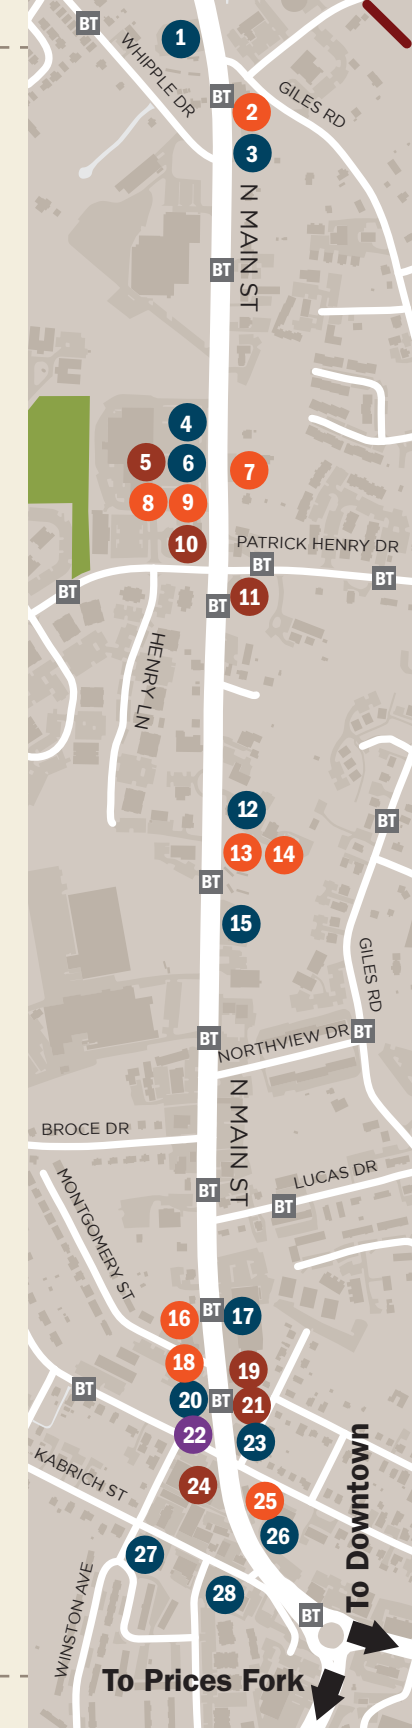 BT
1
WHIPPLE DR
BT
2
GILES RD
3
N MAIN ST
BT
4
5
6
7
8
9
10
PATRICK HENRY DR
BT
BT
BT
BT
11
HENRY LN
12
BT
13
14
BT
15
GILES RD
BT
BT
NORTHVIEW DR
N MAIN ST
BROCE DR
MONTGOMERY ST
BT
LUCAS DR
BT
16
BT
17
18
19
BT
20
BT
21
22
23
KABRICH ST
24
25
26
To Downtown
27
28
WINSTON AVE
BT
To Prices Fork